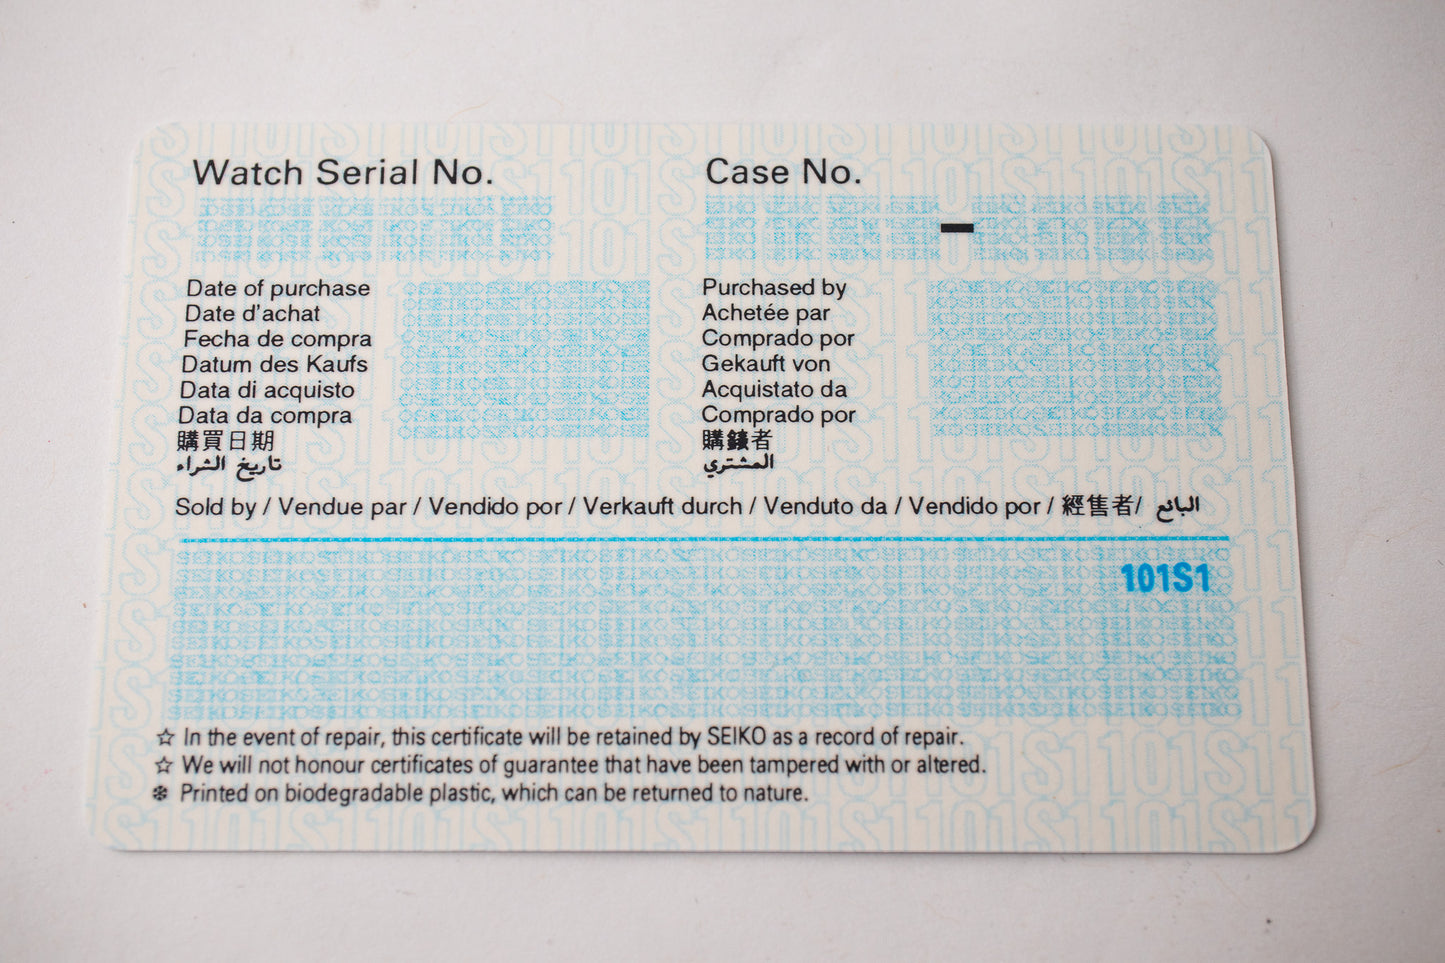 Watch Serial No.
Case No.
-
Date of purchase
Date d'achat
Fecha de compra
Datum des Kaufs
Data di acquisto
Data da compra
購買日期
تاريخ الشراء
Purchased by
Achetée par
Comprado por
Gekauft von
Acquistato da
Comprado por
購者
المشتري
Sold by / Vendue par / Vendido por / Verkauft durch / Venduto da / Vendido por / 經售者/ البائع
101S1
☆ In the event of repair, this certificate will be retained by SEIKO as a record of repair.
☆ We will not honour certificates of guarantee that have been tampered with or altered.
❄ Printed on biodegradable plastic, which can be returned to nature.